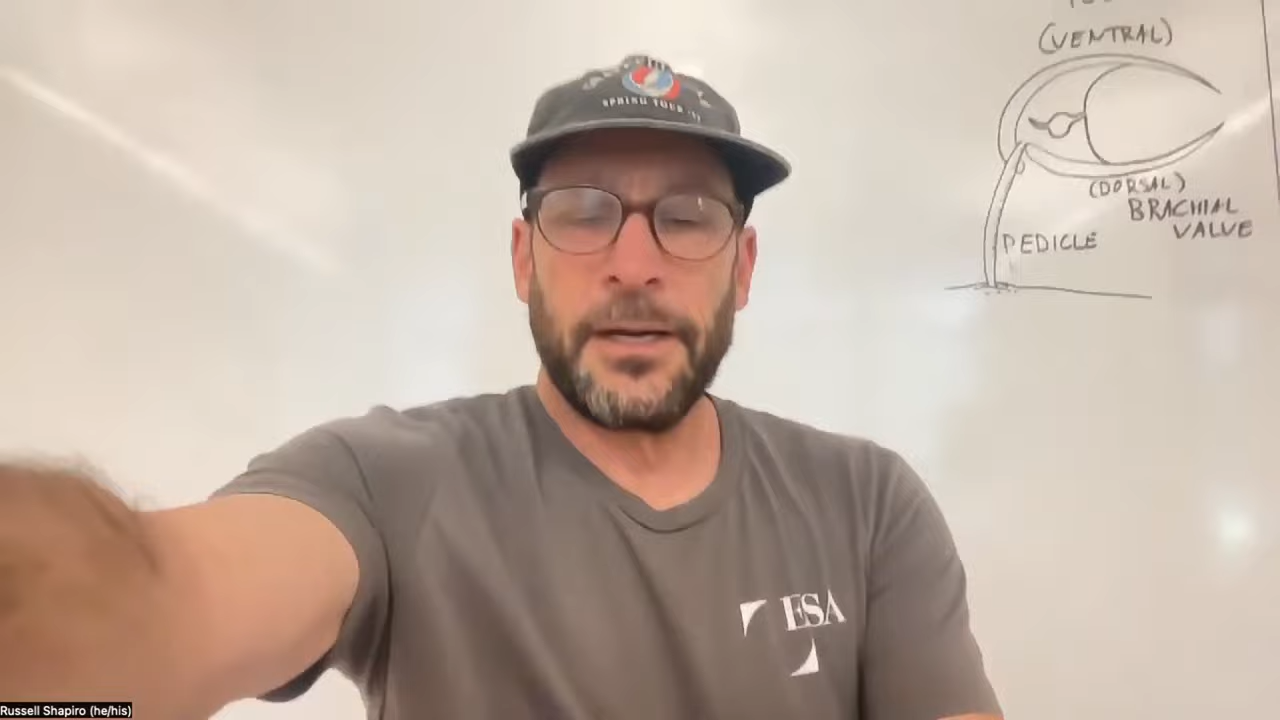 (VENTRAL)
(DORSAL)
BRACHIAL
VALVE
PEDICLE
SPRING TOUR
ESA
Russell Shapiro (he/his)